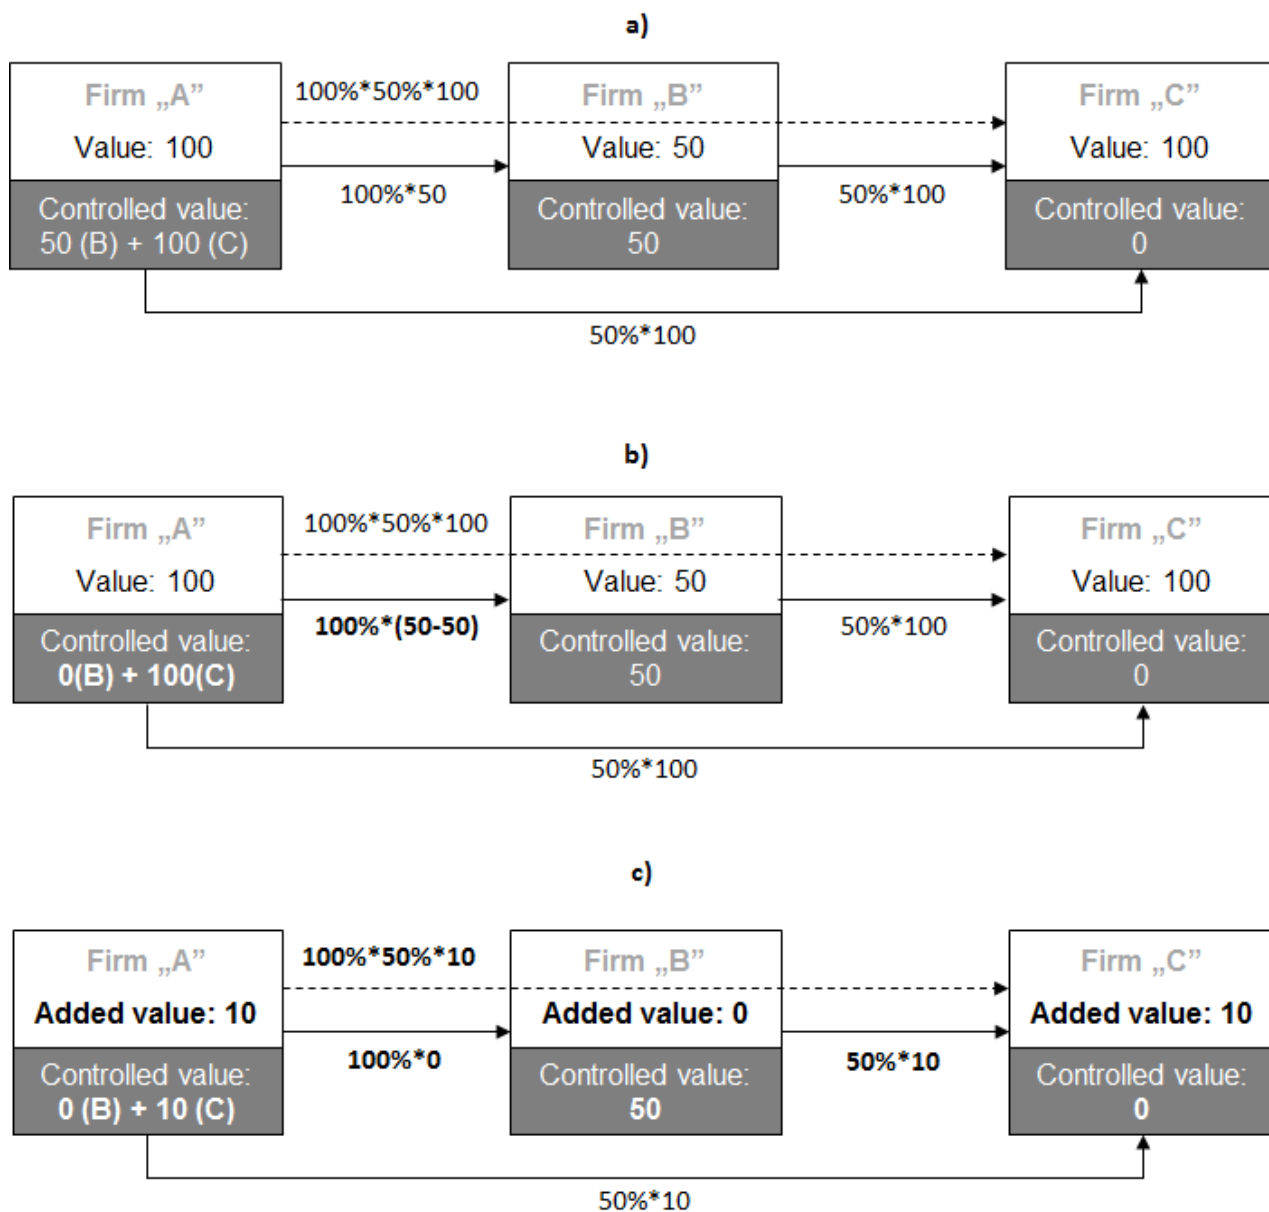 a)
Firm „A”
100%*50%*100
Firm „B”
Firm „C”
Value: 100
Value: 50
Value: 100
100%*50
50%*100
Controlled value:
50 (B) + 100 (C)
Controlled value:
50
Controlled value:
0
50%*100
b)
Firm „A”
100%*50%*100
Firm „B”
Firm „C”
Value: 100
Value: 50
Value: 100
100%*(50-50)
50%*100
Controlled value:
0(B) + 100(C)
Controlled value:
50
Controlled value:
0
50%*100
c)
Firm „A”
100%*50%*10
Firm „B”
Firm „C”
Added value: 10
Added value: 0
Added value: 10
100%*0
50%*10
Controlled value:
0 (B) + 10 (C)
Controlled value:
50
Controlled value:
0
50%*10